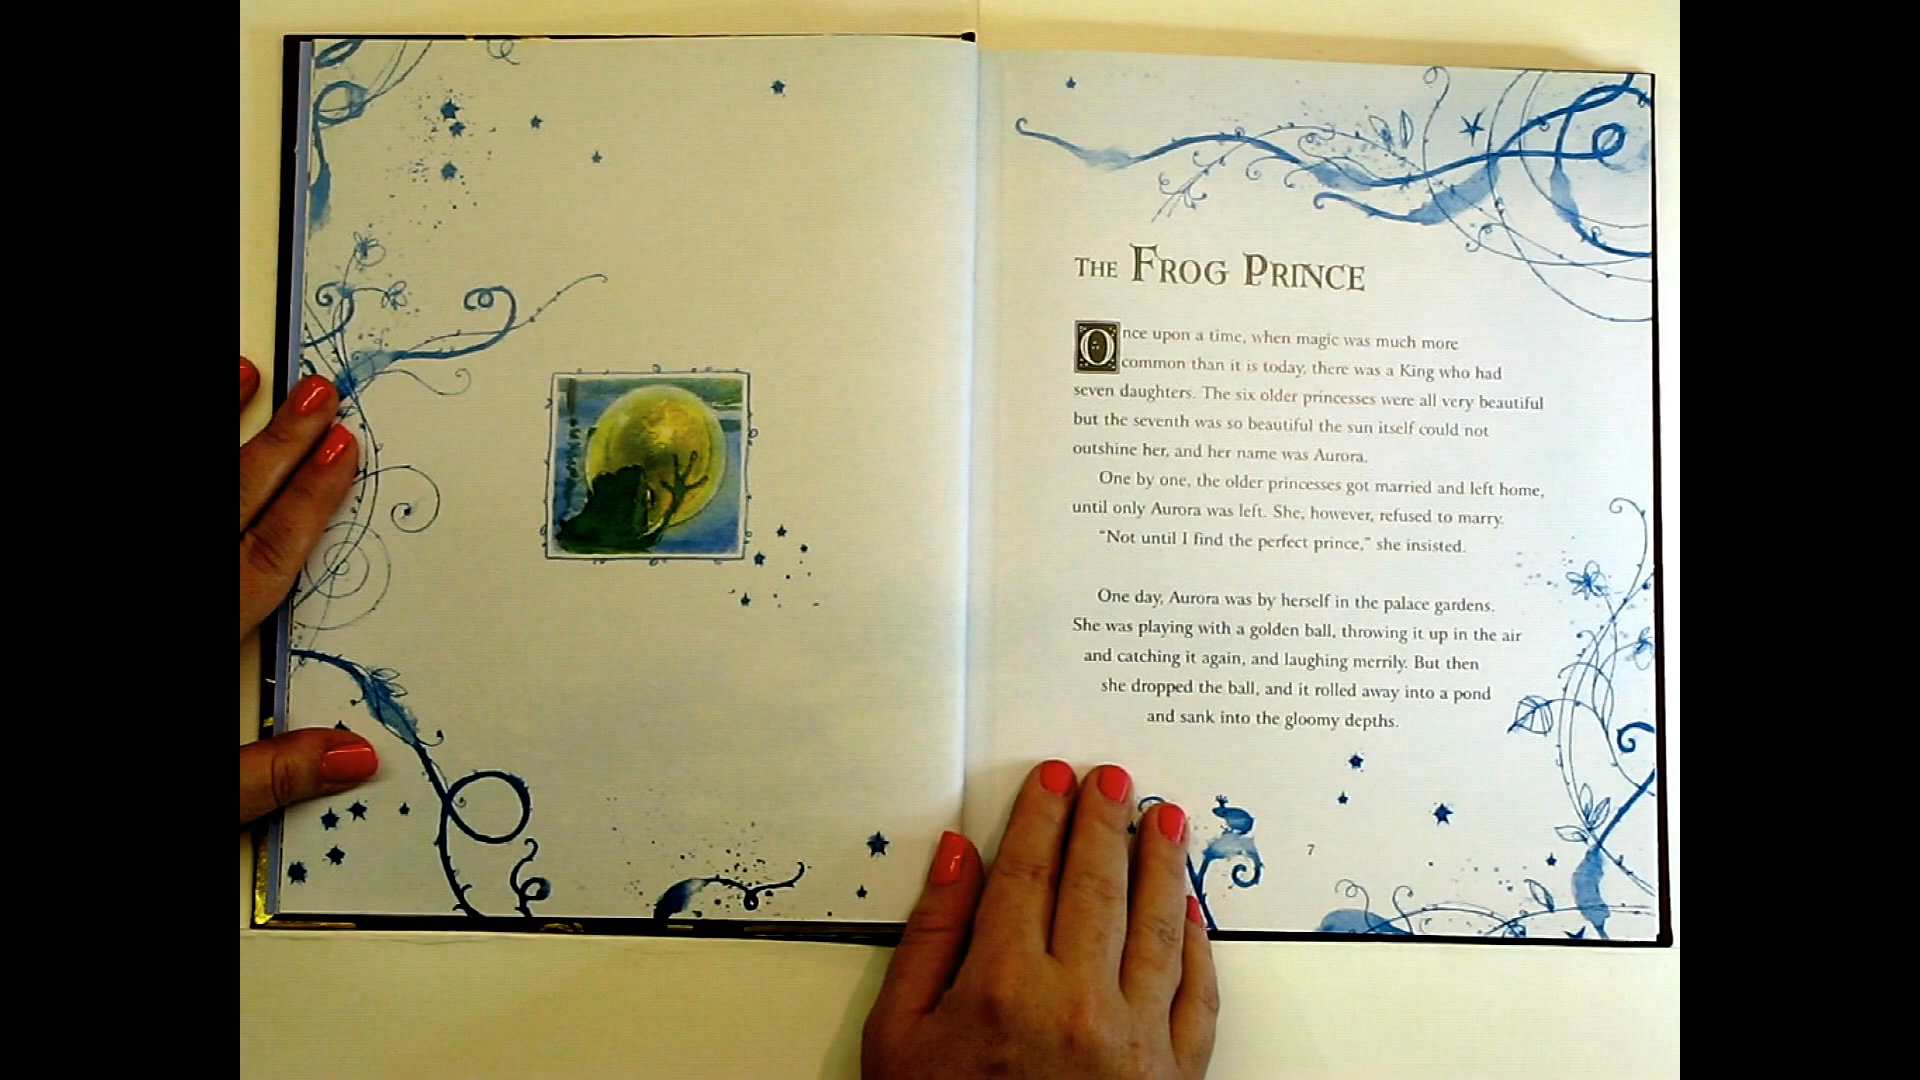 THE FROG PRINCE
Once upon a time, when magic was much more
common than it is today, there was a King who had
seven daughters. The six older princesses were all very beautiful
but the seventh was so beautiful the sun itself could not
outshine her, and her name was Aurora.
One by one, the older princesses got married and left home,
until only Aurora was left. She, however, refused to marry.
“Not until I find the perfect prince,” she insisted.
One day, Aurora was by herself in the palace gardens.
She was playing with a golden ball, throwing it up in the air
and catching it again, and laughing merrily. But then
she dropped the ball, and it rolled away into a pond
and sank into the gloomy depths.
7